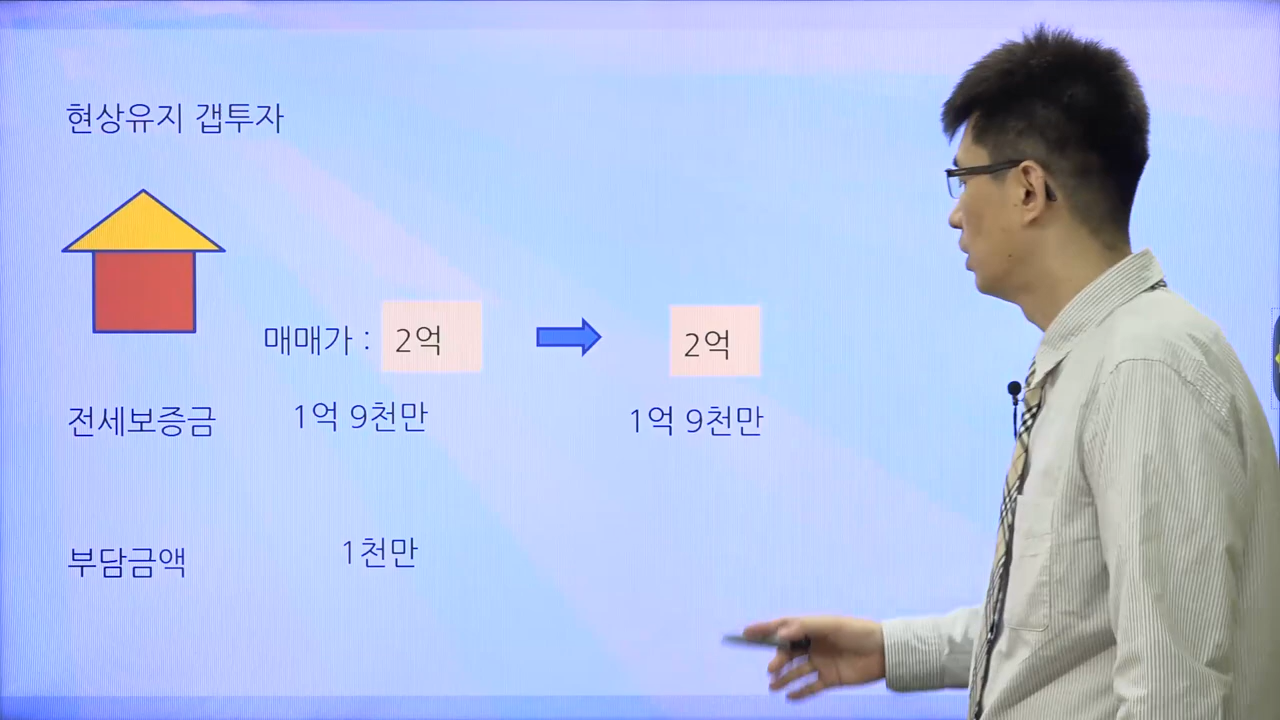 현상유지 갭투자
매매가 : 2억 2억
전세보증금 1억 9천만 1억 9천만
부담금액 1천만